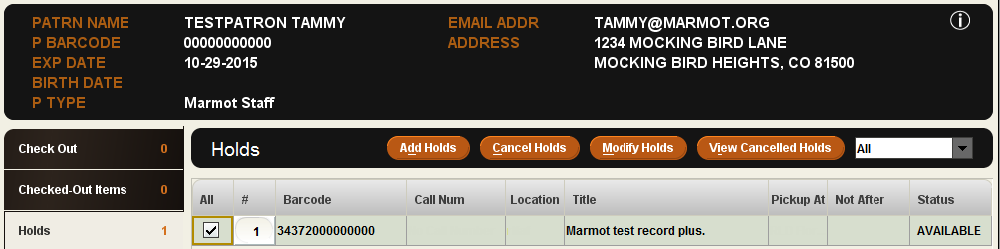 PATRN NAME TESTPATRON TAMMY EMAIL ADDR TAMMY@MARMOT.ORG
P BARCODE 00000000000 ADDRESS 1234 MOCKING BIRD LANE
EXP DATE 10-29-2015 MOCKING BIRD HEIGHTS, CO 81500
BIRTH DATE
P TYPE Marmot Staff
Check Out 0
Holds Add Holds Cancel Holds Modify Holds View Cancelled Holds All
Checked-Out Items 0
All # Barcode Call Num Location Title Pickup At Not After Status
Holds 1
1 34372000000000 Marmot test record plus. AVAILABLE